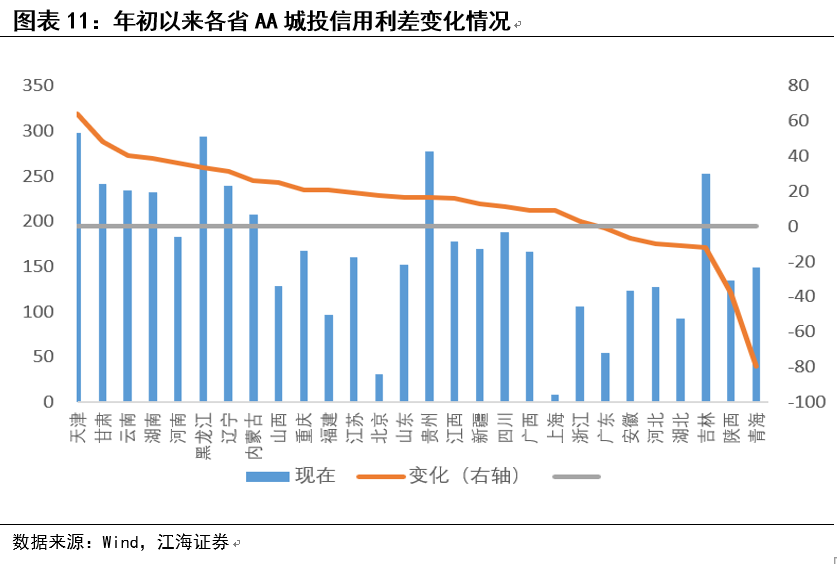 图表 11：年初以来各省 AA 城投信用利差变化情况
350
300
250
200
150
100
50
0
80
60
40
20
0
-20
-40
-60
-80
-100
天津
甘肃
云南
湖南
河南
黑龙江
辽宁
内蒙古
山西
重庆
福建
江苏
北京
山东
贵州
江西
新疆
四川
广西
上海
浙江
广东
安徽
河北
湖北
吉林
陕西
青海
现在 变化（右轴）
数据来源：Wind，江海证券